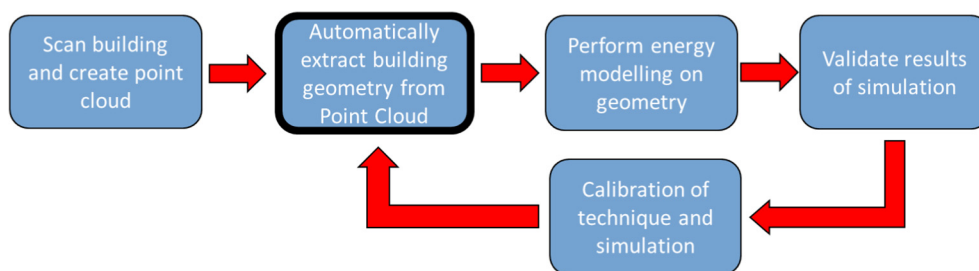 Scan building
and create point
cloud
Automatically
extract building
geometry from
Point Cloud
Perform energy
modelling on
geometry
Validate results
of simulation
Calibration of
technique and
simulation